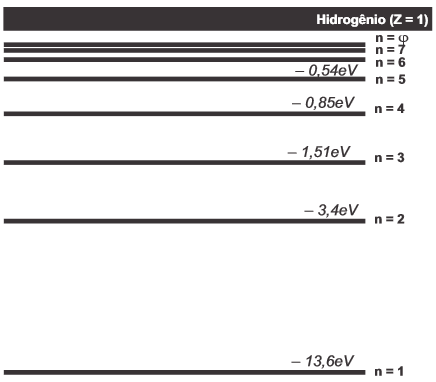 Hidrogênio (Z = 1)
n = φ
n = 7
n = 6
– 0,54eV
n = 5
– 0,85eV
n = 4
– 1,51eV
n = 3
– 3,4eV
n = 2
– 13,6eV
n = 1